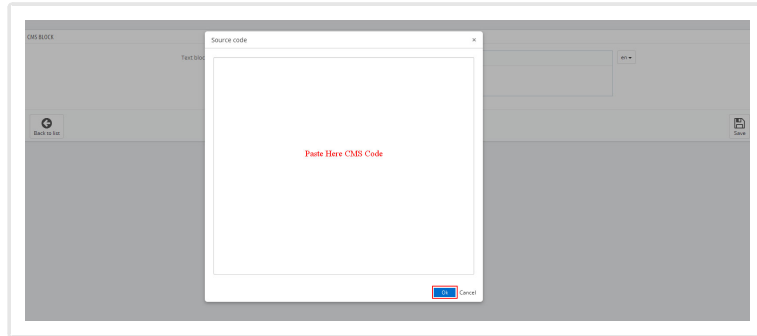 CMS BLOCK
Source code
×
Text bloc
en
Paste Here CMS Code
Back to list
Save
Ok
Cancel